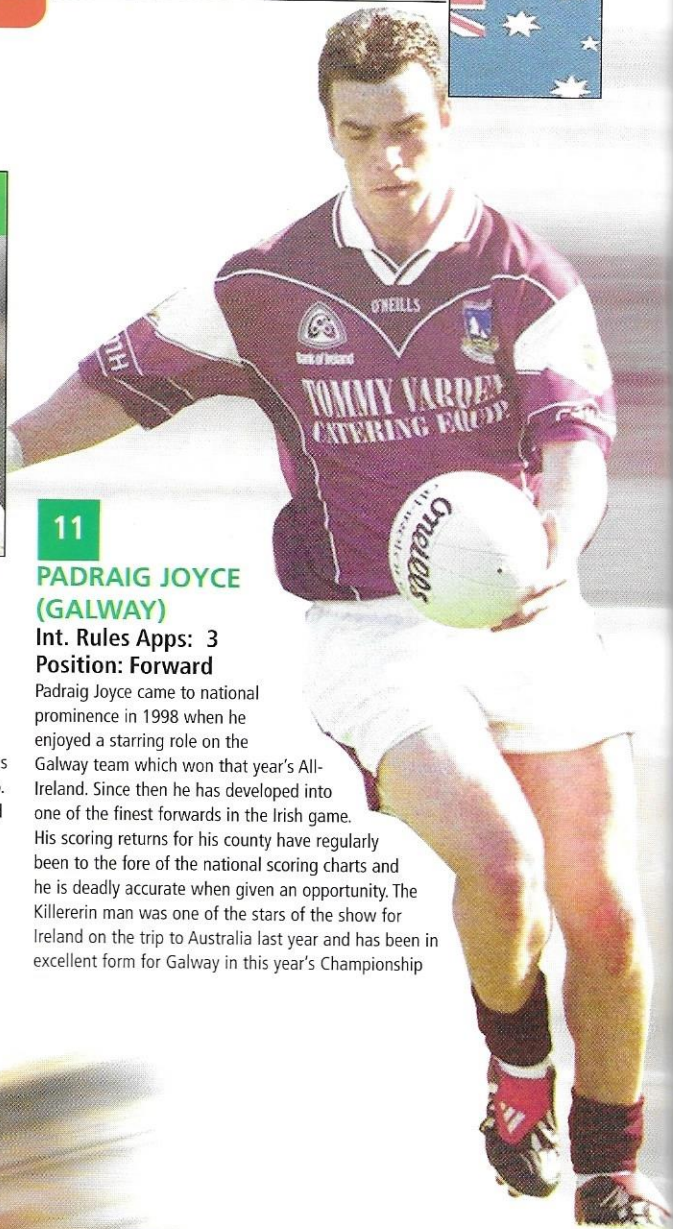 O'NEILLS
Bank of Ireland
TOMMY
CATERING
O'neills
11
PADRAIG JOYCE
(GALWAY)
Int. Rules Apps:  3
Position: Forward
Padraig Joyce came to national
prominence in 1998 when he
enjoyed a starring role on the
Galway team which won that year's All-
Ireland. Since then he has developed into
one of the finest forwards in the Irish game.
His scoring returns for his county have regularly
been to the fore of the national scoring charts and
he is deadly accurate when given an opportunity. The
Killererin man was one of the stars of the show for
Ireland on the trip to Australia last year and has been in
excellent form for Galway in this year's Championship